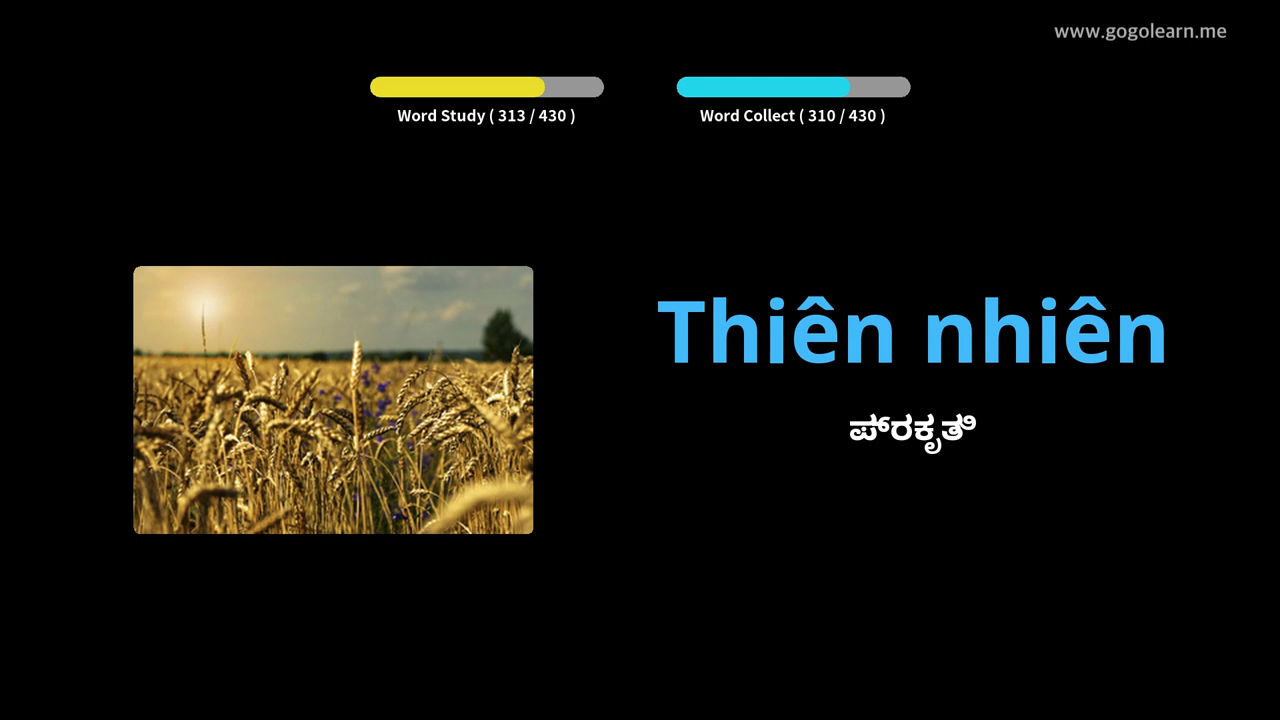 www.gogolearn.me
Word Study ( 313 / 430 )
Word Collect ( 310 / 430 )
Thiên nhiên
ಪ್ರಕೃತಿ